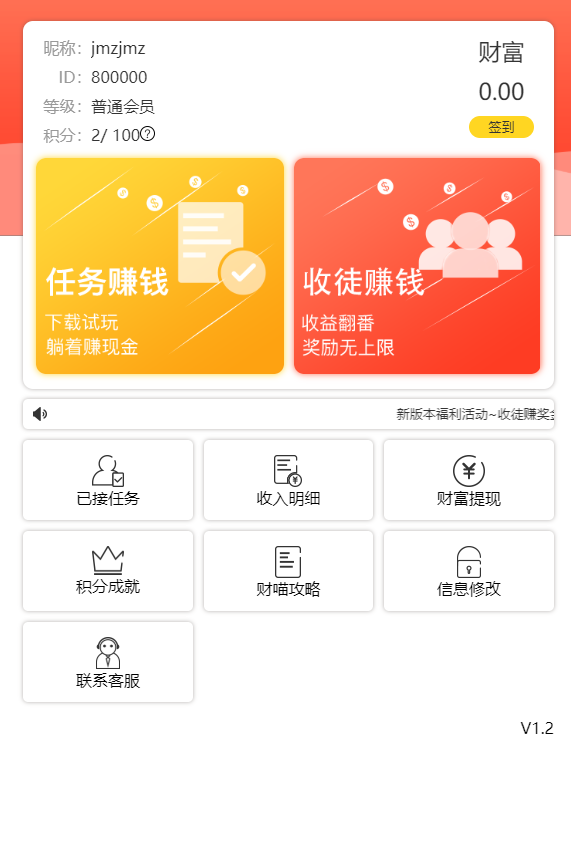 昵称：jmzjmz
财富
ID：800000
0.00
等级：普通会员
签到
积分：2/ 100?
任务赚钱
下载试玩
躺着赚现金
收徒赚钱
收益翻番
奖励无上限
新版本福利活动~收徒赚奖金
已接任务
收入明细
财富提现
积分成就
财喵攻略
信息修改
联系客服
V1.2